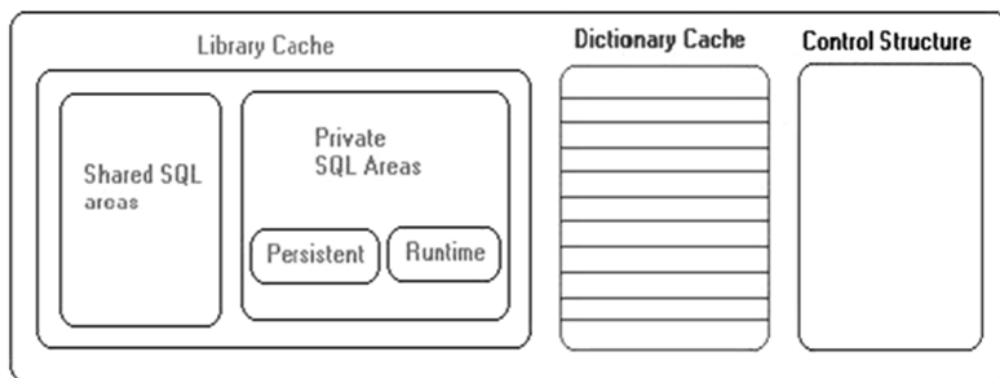 Library Cache
Dictionary Cache
Control Structure
Shared SQL
areas
Private
SQL Areas
Persistent
Runtime